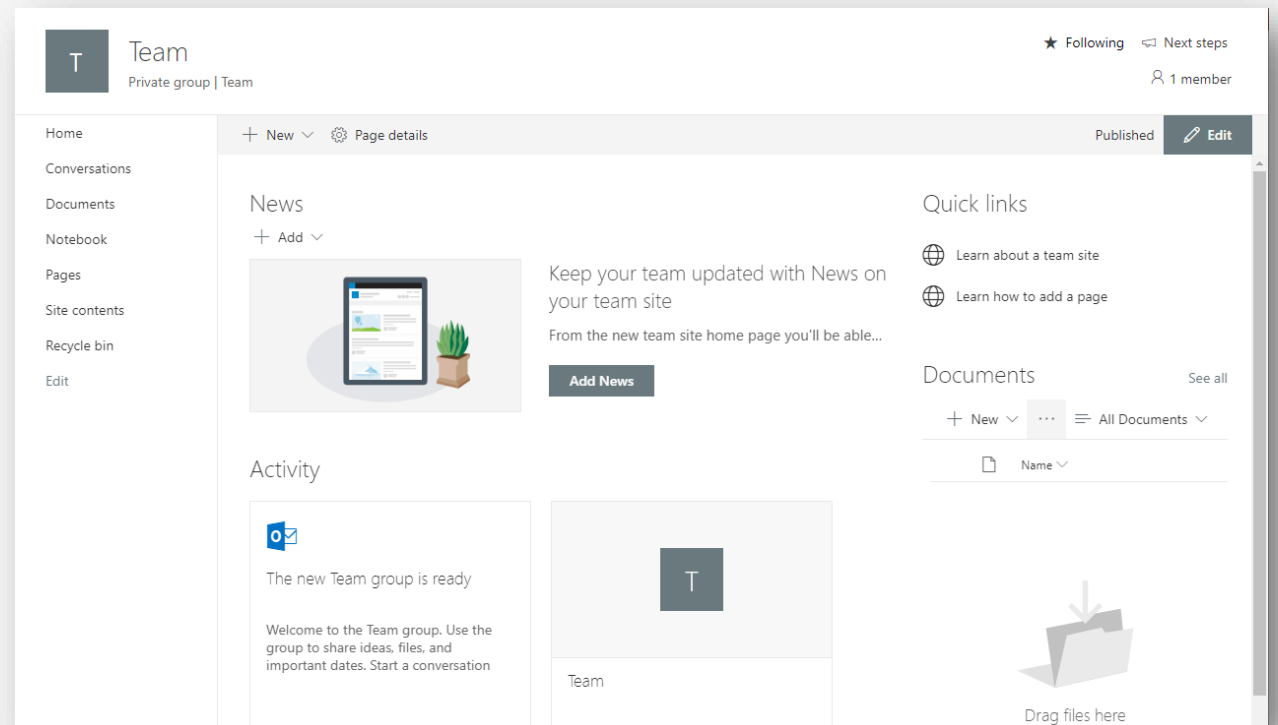 T
Team
Private group | Team
Following
Next steps
1 member
Home
Conversations
Documents
Notebook
Pages
Site contents
Recycle bin
Edit
New
Page details
Published
Edit
News
Add
Keep your team updated with News on
your team site
From the new team site home page you'll be able...
Add News
Activity
The new Team group is ready
Welcome to the Team group. Use the
group to share ideas, files, and
important dates. Start a conversation
T
Team
Quick links
Learn about a team site
Learn how to add a page
Documents
See all
New
···
All Documents
Name
Drag files here